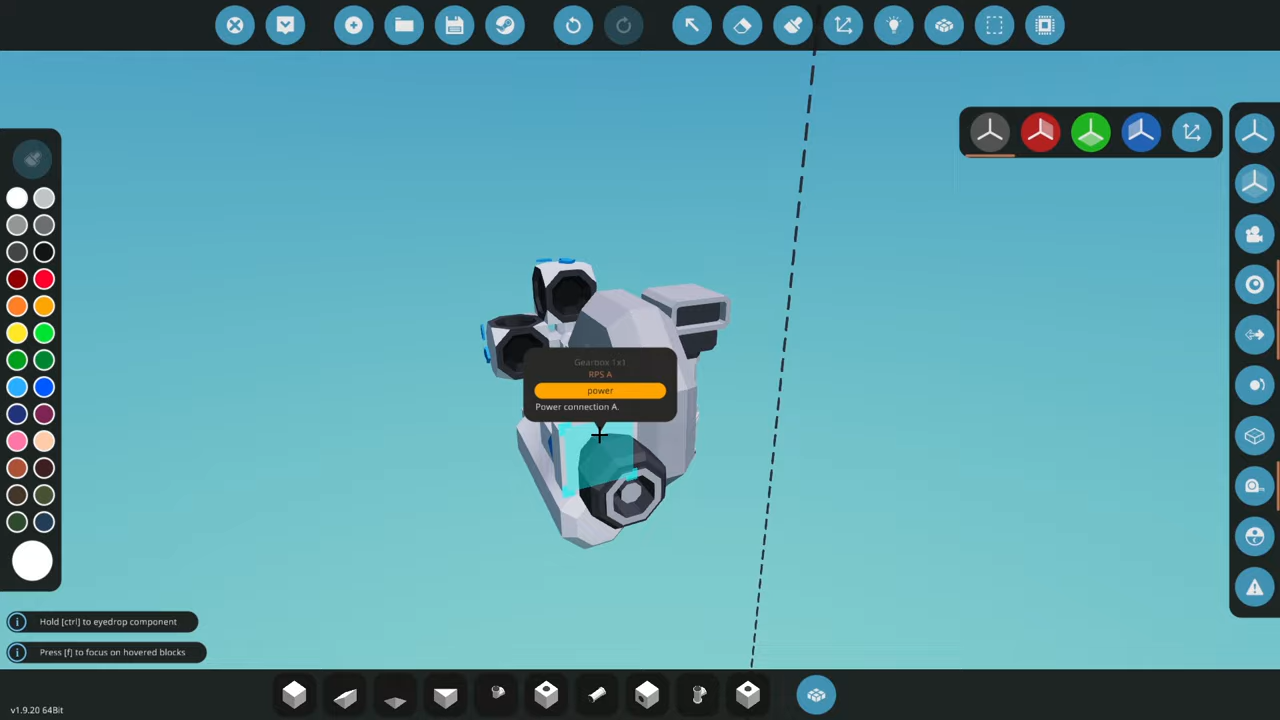 Gearbox 1x1
RPS A
power
Power connection A.
Hold [ctrl] to eyedrop component
Press [f] to focus on hovered blocks
v1.9.20 64Bit